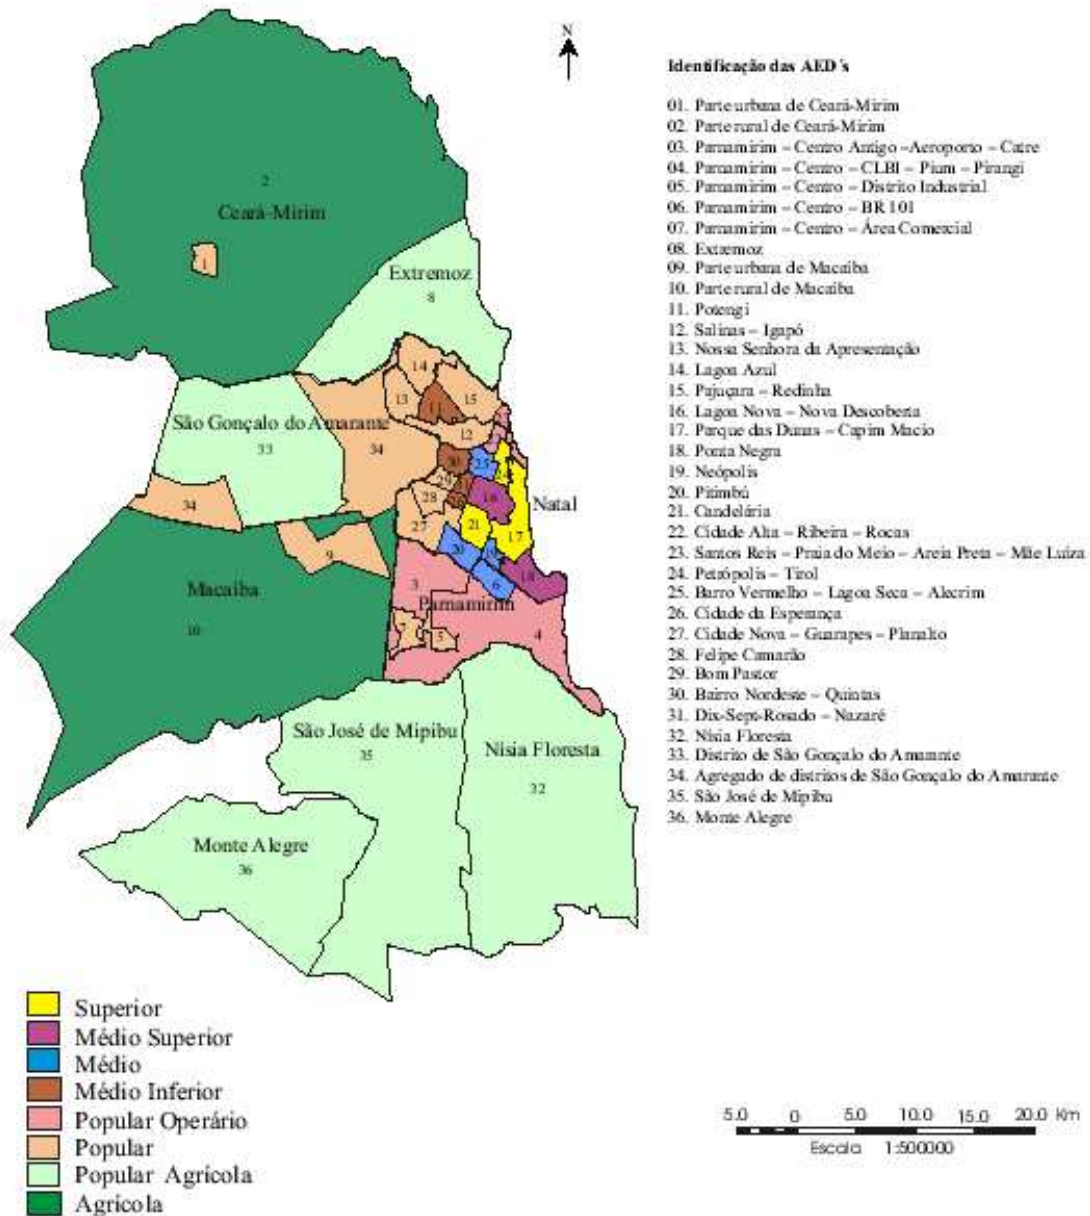 N
Identificação das AED´s
01. Parte urbana de Ceará-Mirim
02. Parte rural de Ceará-Mirim
03. Parnamirim – Centro Antigo –Aeroporto – Catre
04. Parnamirim – Centro – CLBI – Pium – Pirangi
05. Parnamirim – Centro – Distrito Industrial
06. Parnamirim – Centro – BR 101
07. Parnamirim – Centro – Área Comercial
08. Extremoz
09. Parte urbana de Macaíba
10. Parte rural de Macaíba
11. Potengi
12. Salinas – Igapó
13. Nossa Senhora da Apresentação
14. Lagoa Azul
15. Pajuçara – Redinha
16. Lagoa Nova – Nova Descoberta
17. Parque das Dunas – Capim Macio
18. Ponta Negra
19. Neópolis
20. Pitimbú
21. Candelária
22. Cidade Alta – Ribeira – Rocas
23. Santos Reis – Praia do Meio – Areia Preta – Mãe Luíza
24. Petrópolis – Tirol
25. Barro Vermelho – Lagoa Seca – Alecrim
26. Cidade da Esperança
27. Cidade Nova – Guarapes – Planalto
28. Felipe Camarão
29. Bom Pastor
30. Bairro Nordeste – Quintas
31. Dix-Sept-Rosado – Nazaré
32. Nísia Floresta
33. Distrito de São Gonçalo do Amarante
34. Agregado de distritos de São Gonçalo do Amarante
35. São José de Mipibu
36. Monte Alegre
2
Ceará-Mirim
1
Extremoz
8
14
13
11
15
São Gonçalo do Amarante
33
34
12
30
25
24
29
28
16
34
Natal
27
21
17
9
20
19
18
Macaíba
3
6
Parnamirim
10
7
5
4
São José de Mipibu
35
Nísia Floresta
32
Monte Alegre
36
Superior
Médio Superior
Médio
Médio Inferior
Popular Operário
Popular
Popular Agrícola
Agrícola
5.0 0 5.0 10.0 15.0 20.0 Km
Escala 1:500000